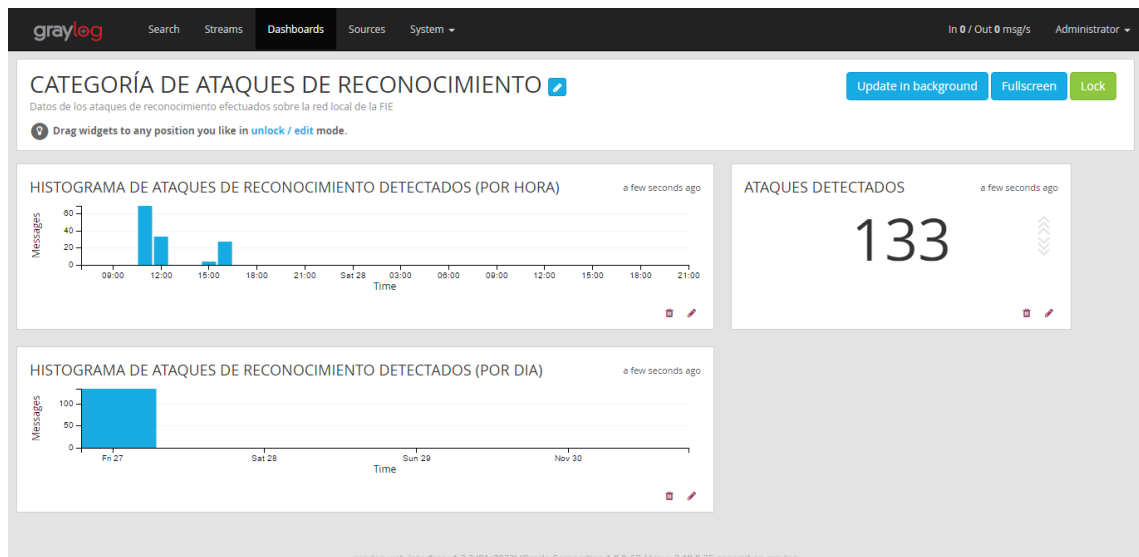 graylog Search Streams Dashboards Sources System In 0 / Out 0 msg/s Administrator
CATEGORÍA DE ATAQUES DE RECONOCIMIENTO
Update in background Fullscreen Lock
Datos de los ataques de reconocimiento efectuados sobre la red local de la FIE
Drag widgets to any position you like in unlock / edit mode.
HISTOGRAMA DE ATAQUES DE RECONOCIMIENTO DETECTADOS (POR HORA) a few seconds ago
Messages
60
40
20
0
09:00 12:00 15:00 18:00 21:00 Sat 28 03:00 06:00 09:00 12:00 15:00 18:00 21:00
Time
ATAQUES DETECTADOS a few seconds ago
133
HISTOGRAMA DE ATAQUES DE RECONOCIMIENTO DETECTADOS (POR DIA) a few seconds ago
Messages
100
50
0
Fri 27 Sat 28 Sun 29 Nov 30
Time